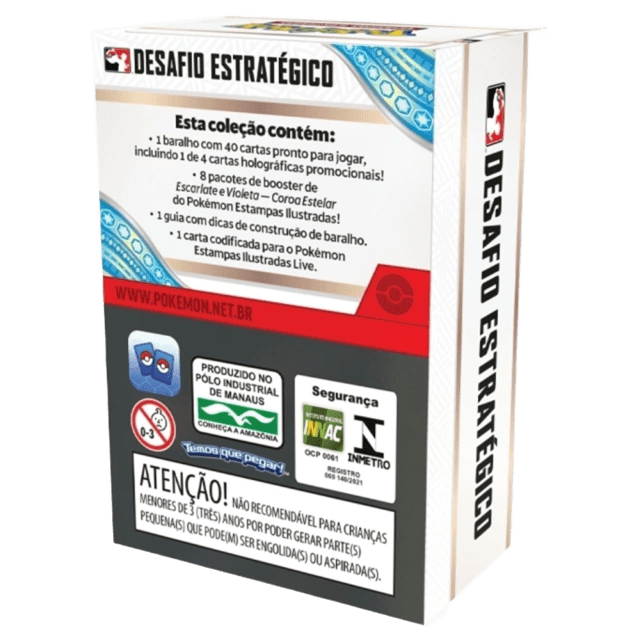 DESAFIO ESTRATÉGICO
Esta coleção contém:
• 1 baralho com 40 cartas pronto para jogar,
incluindo 1 de 4 cartas holográficas promocionais!
• 8 pacotes de booster de
Escarlate e Violeta — Coroa Estelar
do Pokémon Estampas Ilustradas!
• 1 guia com dicas de construção de baralho.
• 1 carta codificada para o Pokémon
Estampas Ilustradas Live.
WWW.POKEMON.NET.BR
PRODUZIDO NO
PÓLO INDUSTRIAL
DE MANAUS
CONHEÇA A AMAZÔNIA
0-3
Temos que pegar!
Segurança
INNAC
OCP 0061
INMETRO
REGISTRO
ATENÇÃO! NÃO RECOMENDÁVEL PARA CRIANÇAS
MENORES DE 3 (TRÊS) ANOS POR PODER GERAR PARTE(S)
PEQUENA(S) QUE PODE(M) SER ENGOLIDA(S) OU ASPIRADA(S).
DESAFIO ESTRATÉGICO